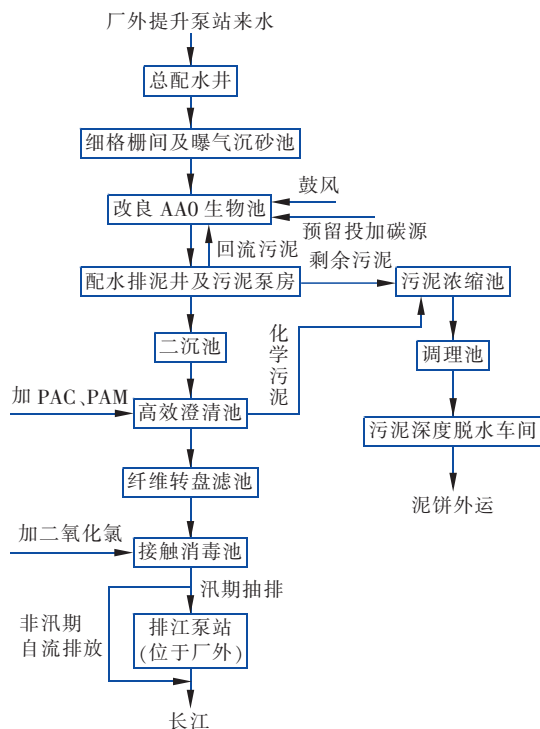 厂外提升泵站来水
总配水井
细格栅间及曝气沉砂池
鼓风
改良 AAO 生物池
预留投加碳源
回流污泥
剩余污泥
配水排泥井及污泥泵房
污泥浓缩池
二沉池
化学污泥
调理池
加 PAC、PAM
高效澄清池
污泥深度脱水车间
纤维转盘滤池
泥饼外运
加二氧化氯
接触消毒池
汛期抽排
非汛期
自流排放
排江泵站
(位于厂外)
长江